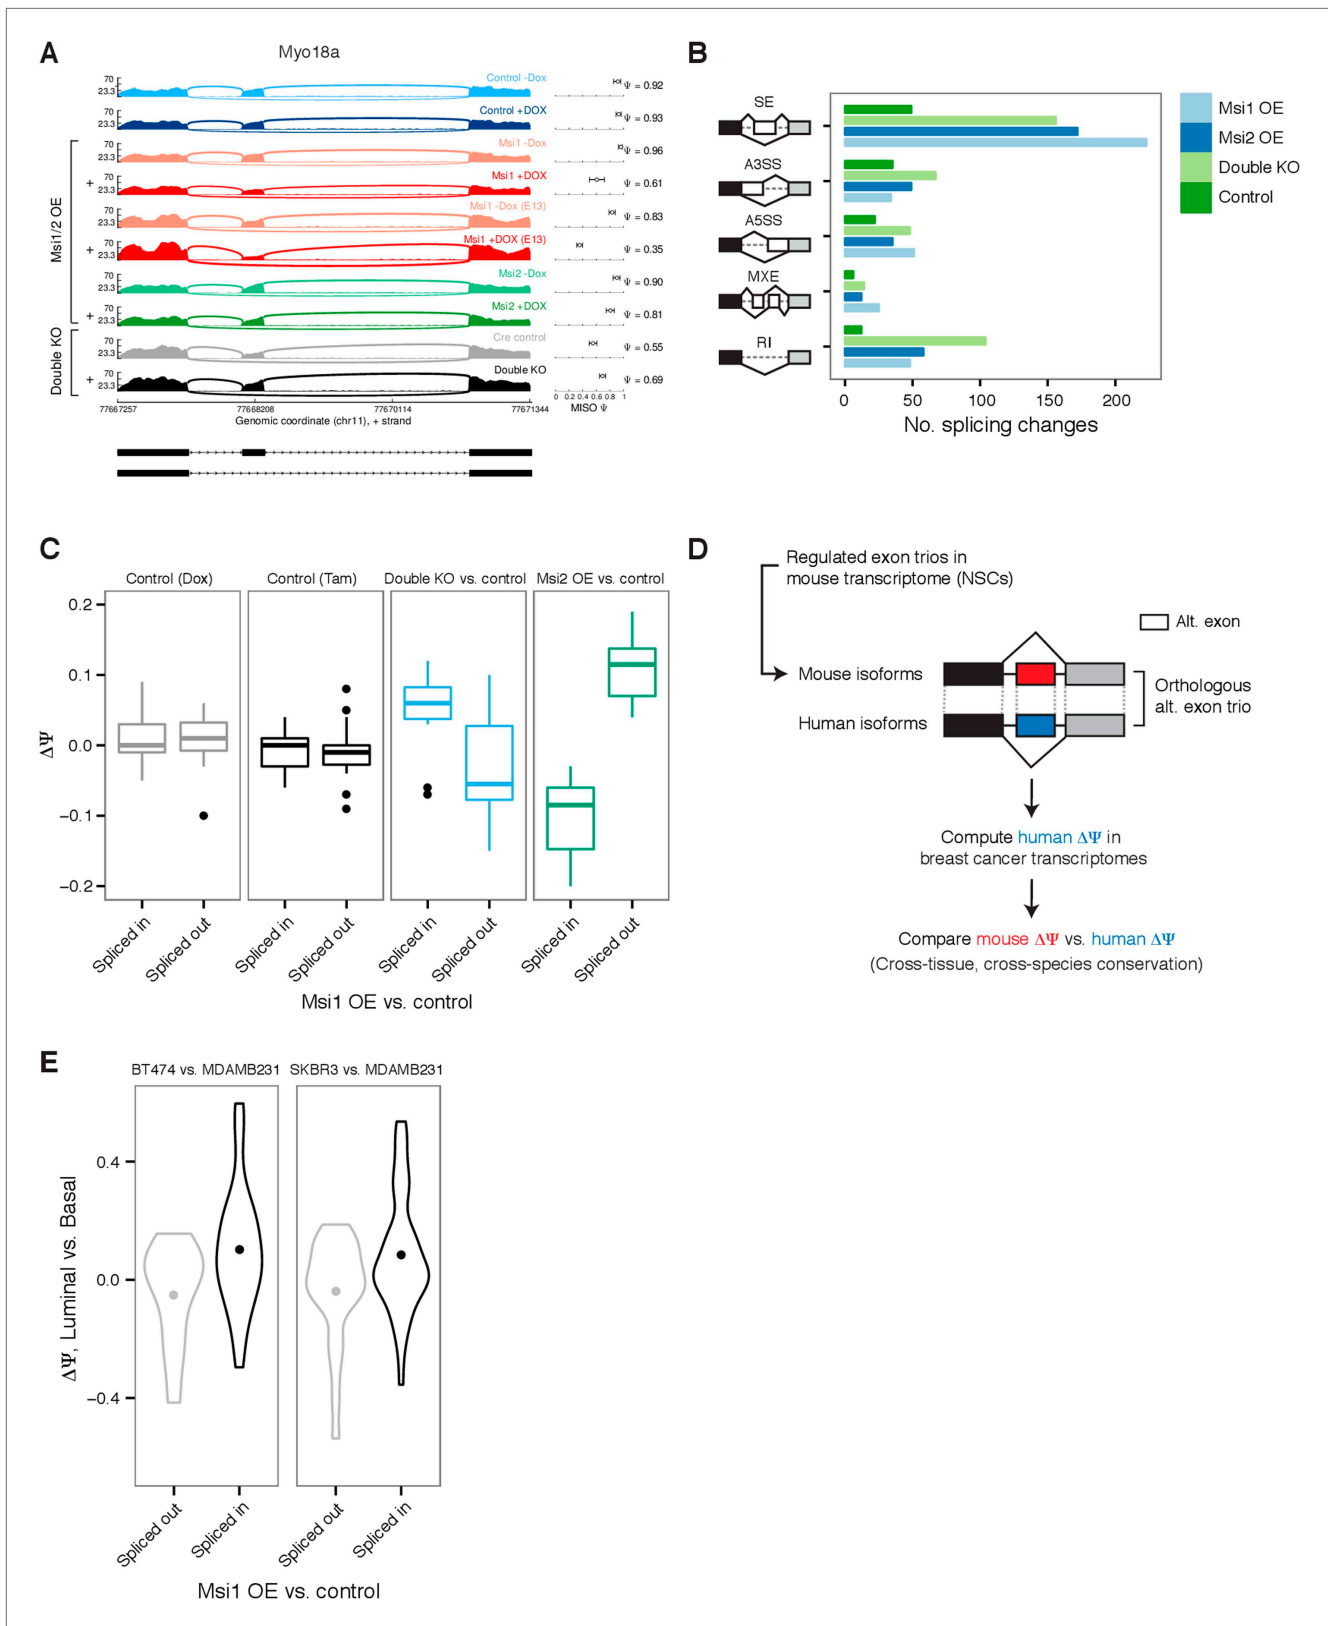 A
Myo18a
70
23.3
Control -Dox
Ψ = 0.92
70
23.3
Control +DOX
Ψ = 0.93
70
23.3
Msi1 -Dox
Ψ = 0.96
+
70
23.3
Msi1 +DOX
Ψ = 0.61
70
23.3
Msi1 -Dox (E13)
Ψ = 0.83
+
70
23.3
Msi1 +DOX (E13)
Ψ = 0.35
70
23.3
Msi2 -Dox
Ψ = 0.90
+
70
23.3
Msi2 +DOX
Ψ = 0.81
70
23.3
Cre control
Ψ = 0.55
+
70
23.3
Double KO
Ψ = 0.69
Msi1/2 OE
Double KO
77667257 77668208 77670114 77671344
Genomic coordinate (chr11), + strand
0 0.2 0.4 0.6 0.8 1
MISO Ψ
B
SE
A3SS
A5SS
MXE
RI
0 50 100 150 200
No. splicing changes
Msi1 OE
Msi2 OE
Double KO
Control
C
Control (Dox) Control (Tam) Double KO vs. control Msi2 OE vs. control
ΔΨ
0.2
0.1
0.0
−0.1
−0.2
Spliced in Spliced out Spliced in Spliced out Spliced in Spliced out Spliced in Spliced out
Msi1 OE vs. control
D
Regulated exon trios in
mouse transcriptome (NSCs)
Alt. exon
Mouse isoforms
Human isoforms
Orthologous
alt. exon trio
Compute human ΔΨ in
breast cancer transcriptomes
Compare mouse ΔΨ vs. human ΔΨ
(Cross-tissue, cross-species conservation)
E
BT474 vs. MDAMB231 SKBR3 vs. MDAMB231
ΔΨ, Luminal vs. Basal
0.4
0.0
−0.4
Spliced out Spliced in Spliced out Spliced in
Msi1 OE vs. control